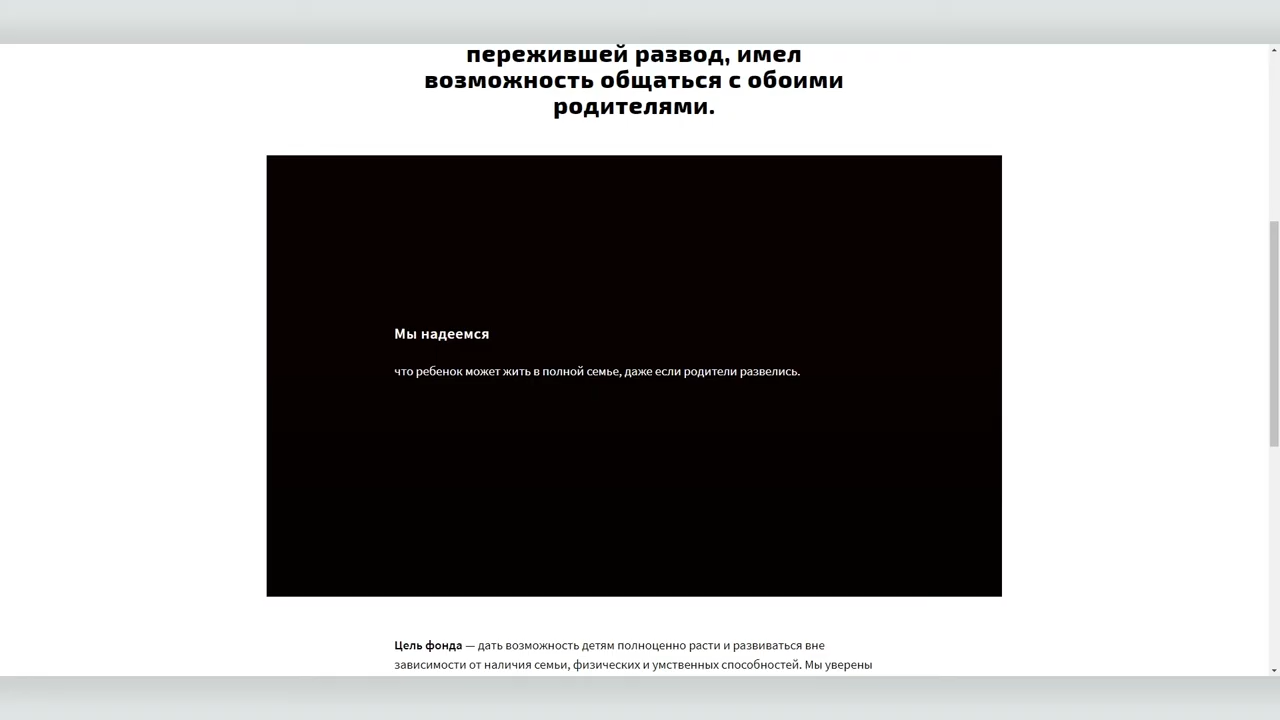 пережившей развод, имел
возможность общаться с обоими
родителями.
Мы надеемся
что ребенок может жить в полной семье, даже если родители развелись.
Цель фонда — дать возможность детям полноценно расти и развиваться вне
зависимости от наличия семьи, физических и умственных способностей. Мы уверены